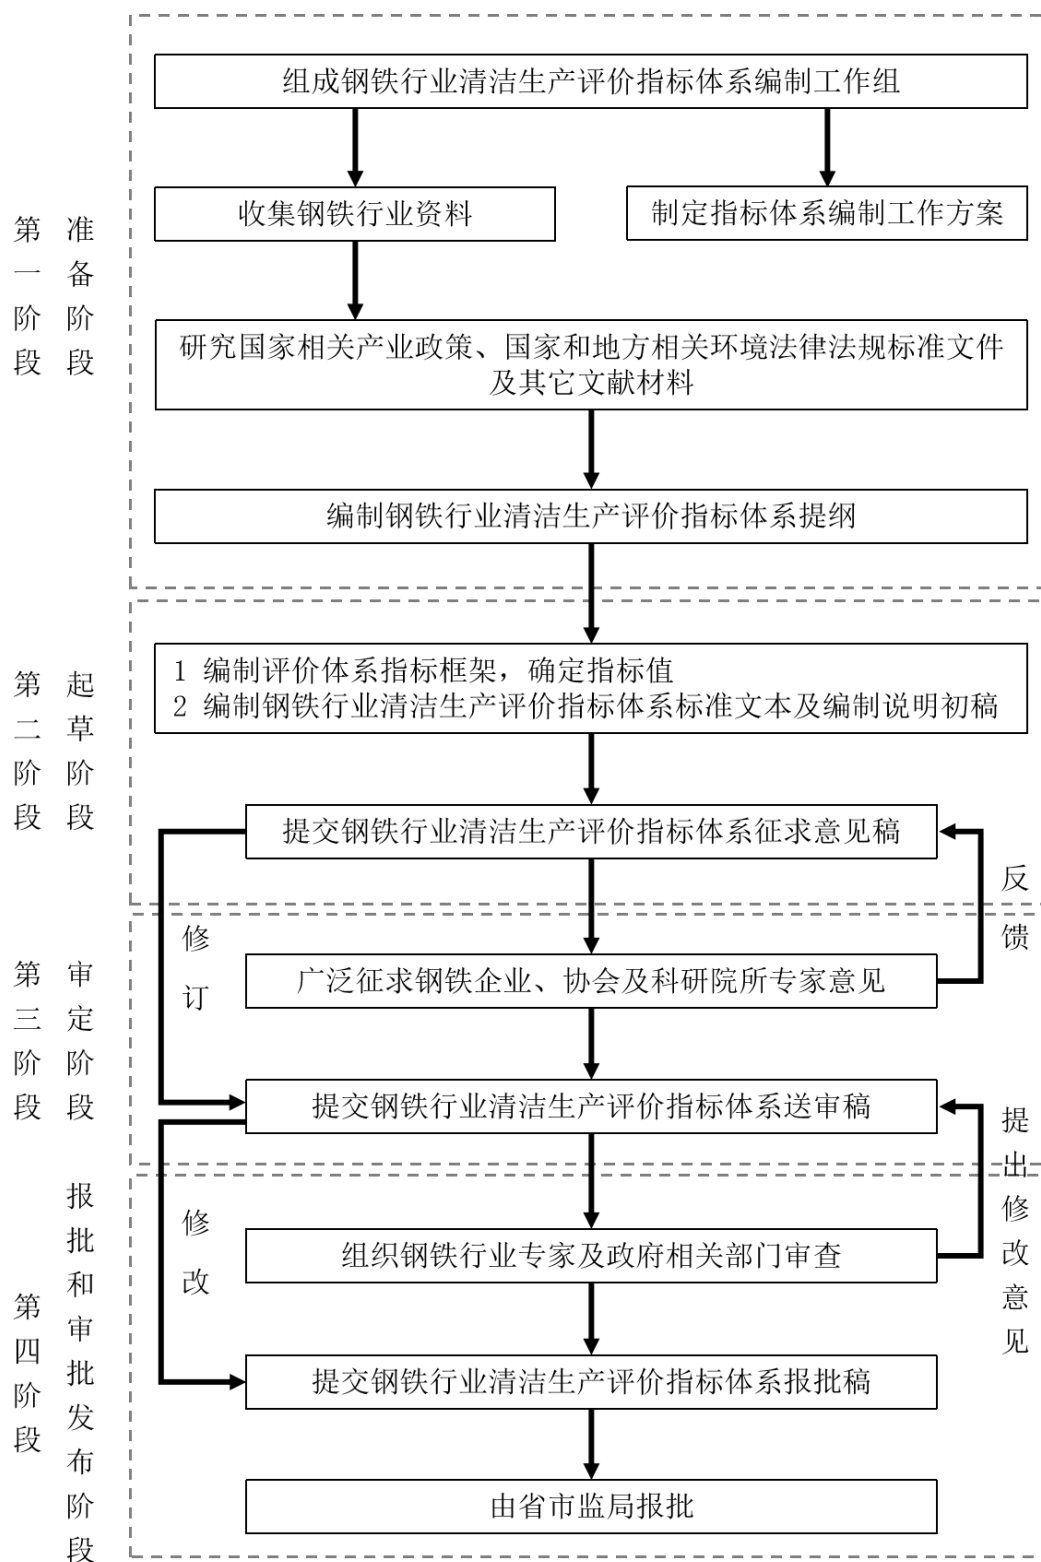 组成钢铁行业清洁生产评价指标体系编制工作组
收集钢铁行业资料
制定指标体系编制工作方案
第一阶段
准备阶段
研究国家相关产业政策、国家和地方相关环境法律法规标准文件
及其它文献材料
编制钢铁行业清洁生产评价指标体系提纲
第二阶段
起草阶段
1 编制评价体系指标框架，确定指标值
2 编制钢铁行业清洁生产评价指标体系标准文本及编制说明初稿
提交钢铁行业清洁生产评价指标体系征求意见稿
反馈
修订
第三阶段
审定阶段
广泛征求钢铁企业、协会及科研院所专家意见
提交钢铁行业清洁生产评价指标体系送审稿
提出修改意见
修改
第四阶段
报批和审批发布阶段
组织钢铁行业专家及政府相关部门审查
提交钢铁行业清洁生产评价指标体系报批稿
由省市监局报批